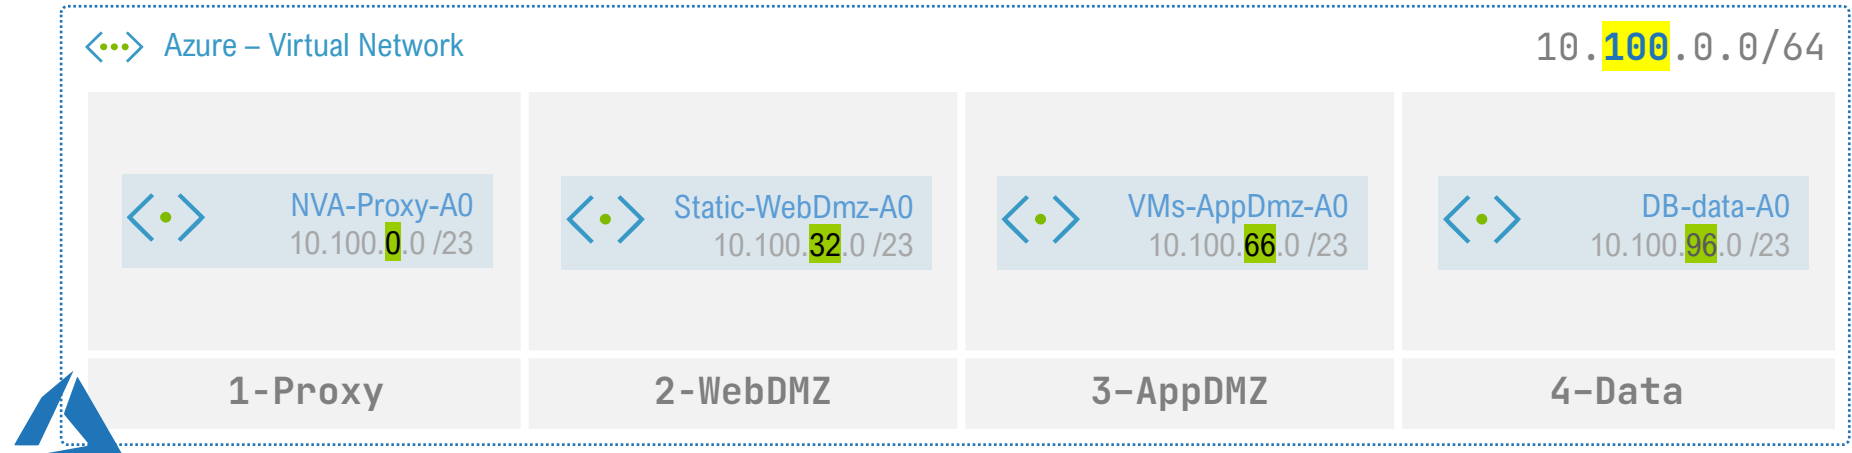 Azure – Virtual Network
10.100.0.0/64
NVA-Proxy-A0
10.100.0.0 /23
Static-WebDmz-A0
10.100.32.0 /23
VMs-AppDmz-A0
10.100.66.0 /23
DB-data-A0
10.100.96.0 /23
1-Proxy
2-WebDMZ
3–AppDMZ
4–Data